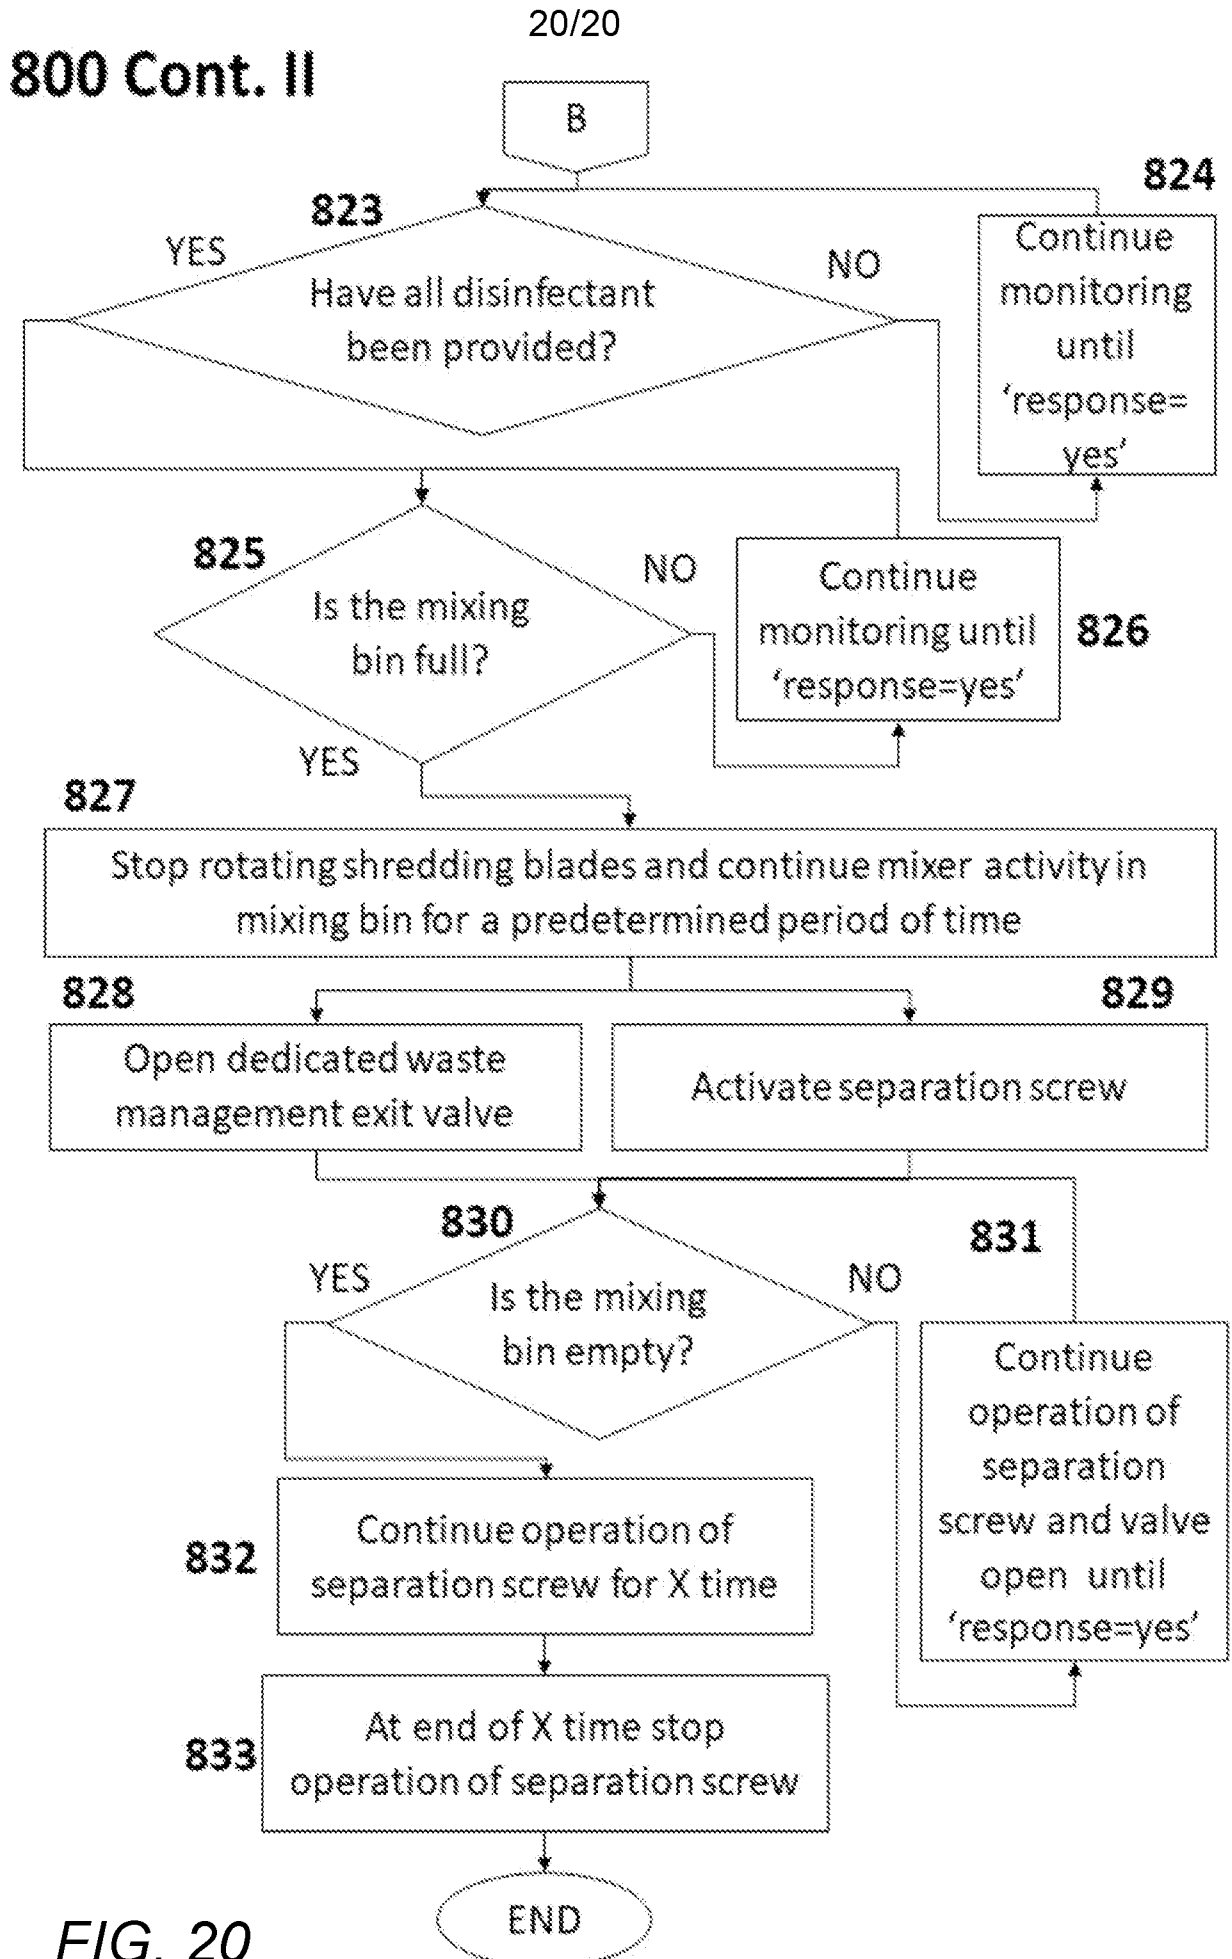 20/20
800 Cont. II
B
824
823
YES
NO
Have all disinfectant
been provided?
Continue
monitoring
until
‘response=
yes’
825
NO
Is the mixing
bin full?
YES
Continue
monitoring until
‘response=yes’
826
827
Stop rotating shredding blades and continue mixer activity in
mixing bin for a predetermined period of time
828
829
Open dedicated waste
management exit valve
Activate separation screw
830
831
YES
NO
Is the mixing
bin empty?
Continue
operation of
separation
screw and valve
open until
‘response=yes’
832
Continue operation of
separation screw for X time
833
At end of X time stop
operation of separation screw
END
FIG. 20